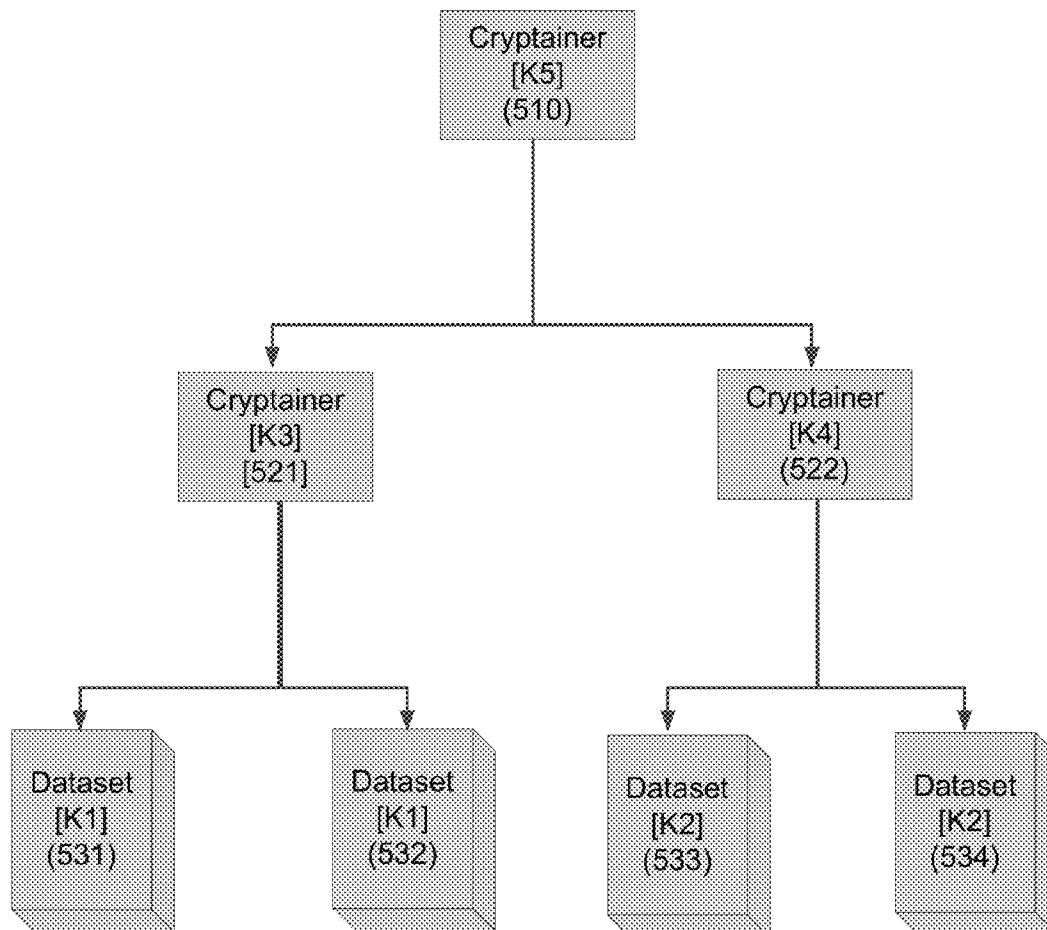 Cryptainer
[K5]
(510)
Cryptainer
[K3]
[521]
Cryptainer
[K4]
(522)
Dataset
[K1]
(531)
Dataset
[K1]
(532)
Dataset
[K2]
(533)
Dataset
[K2]
(534)